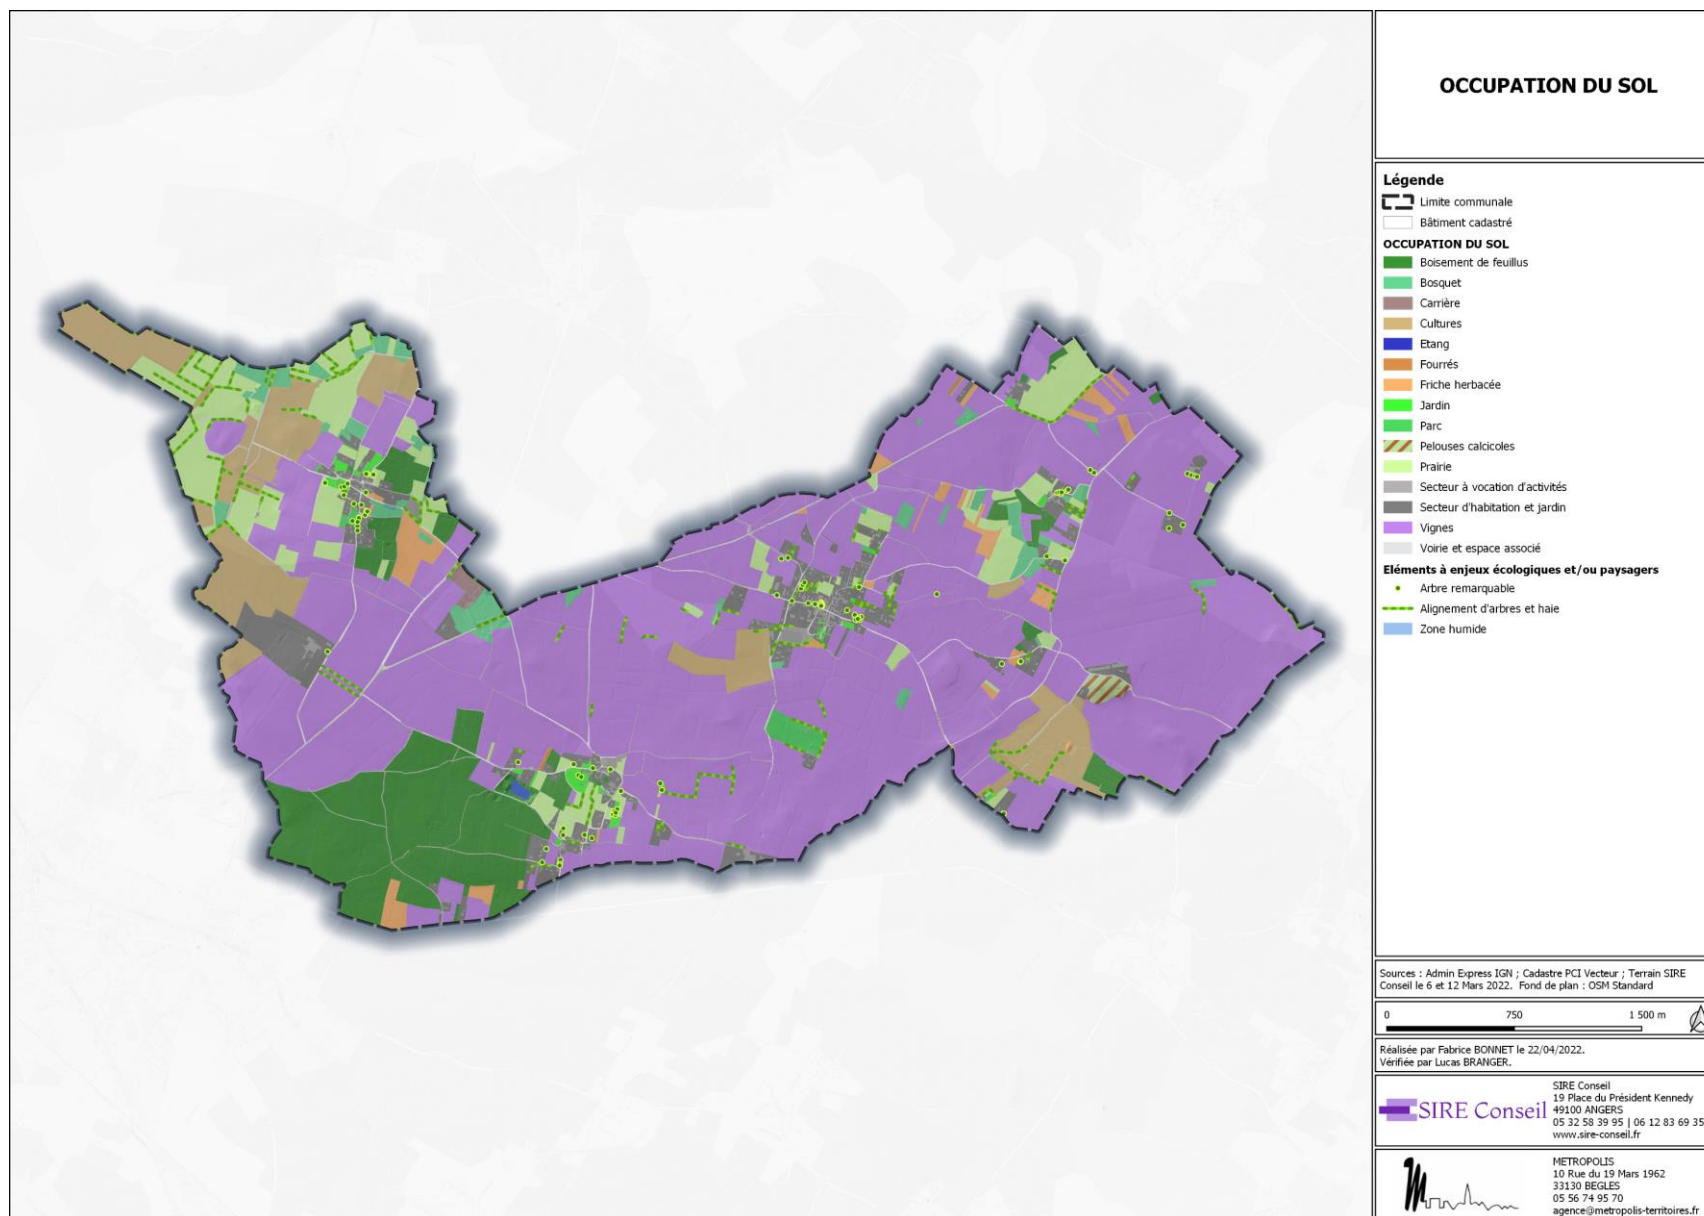 OCCUPATION DU SOL
Légende
Limite communale
Bâtiment cadastré
OCCUPATION DU SOL
Boisement de feuillus
Bosquet
Carrière
Cultures
Etang
Fourrés
Friche herbacée
Jardin
Parc
Pelouses calcicoles
Prairie
Secteur à vocation d'activités
Secteur d'habitation et jardin
Vignes
Voirie et espace associé
Eléments à enjeux écologiques et/ou paysagers
Arbre remarquable
Alignement d'arbres et haie
Zone humide
Sources : Admin Express IGN ; Cadastre PCI Vecteur ; Terrain SIRE
Conseil le 6 et 12 Mars 2022. Fond de plan : OSM Standard
0 750 1 500 m
Réalisée par Fabrice BONNET le 22/04/2022.
Vérifiée par Lucas BRANGER.
SIRE Conseil
SIRE Conseil
19 Place du Président Kennedy
49100 ANGERS
05 32 58 39 95 | 06 12 83 69 35
www.sire-conseil.fr
METROPOLIS
10 Rue du 19 Mars 1962
33130 BEGLES
05 56 74 95 70
agence@metropolis-territoires.fr